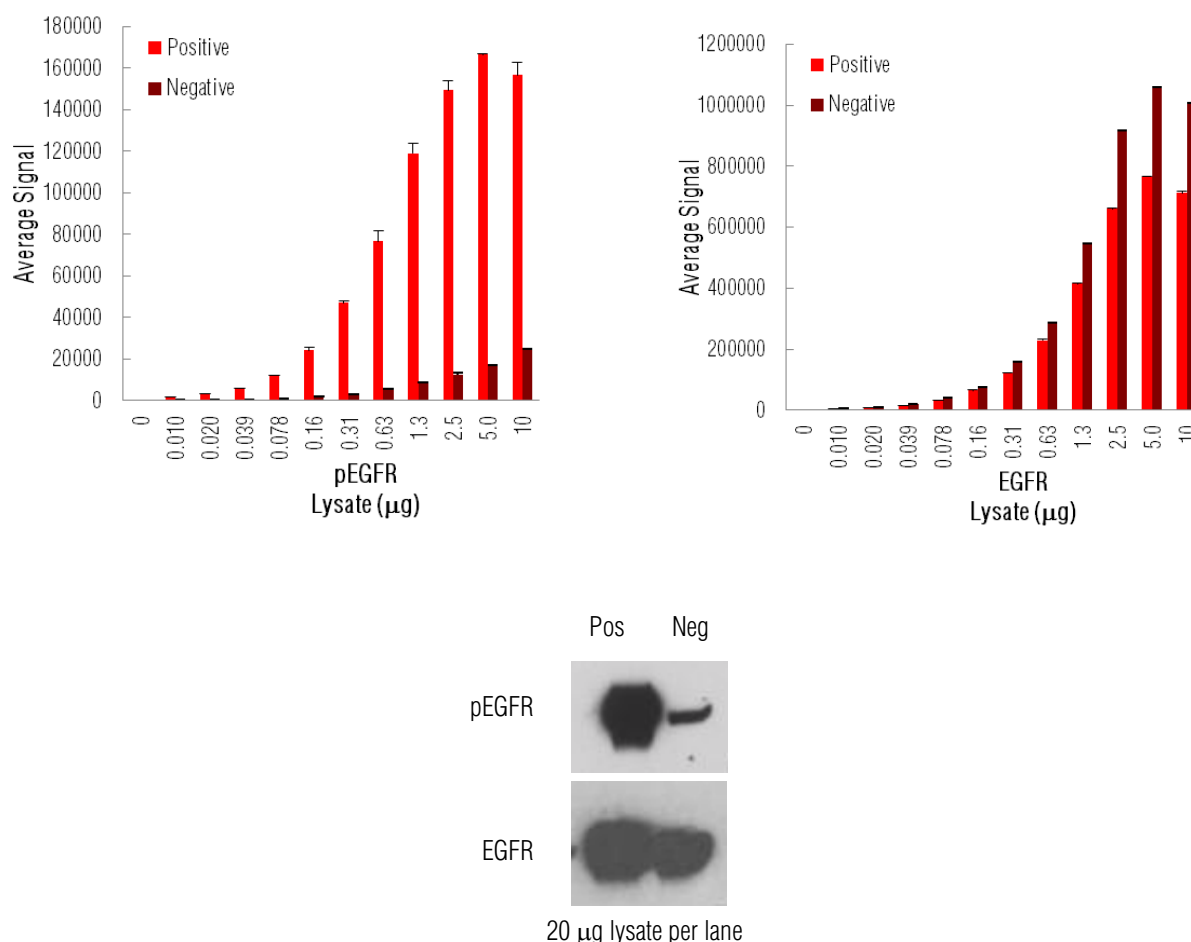 180000
160000
140000
120000
100000
80000
60000
40000
20000
0
Average Signal
Positive
Negative
0
0.010
0.020
0.039
0.078
0.16
0.31
0.63
1.3
2.5
5.0
10
pEGFR
Lysate (µg)
1200000
1000000
800000
600000
400000
200000
0
Average Signal
Positive
Negative
0
0.010
0.020
0.039
0.078
0.16
0.31
0.63
1.3
2.5
5.0
10
EGFR
Lysate (µg)
Pos Neg
pEGFR
EGFR
20 µg lysate per lane